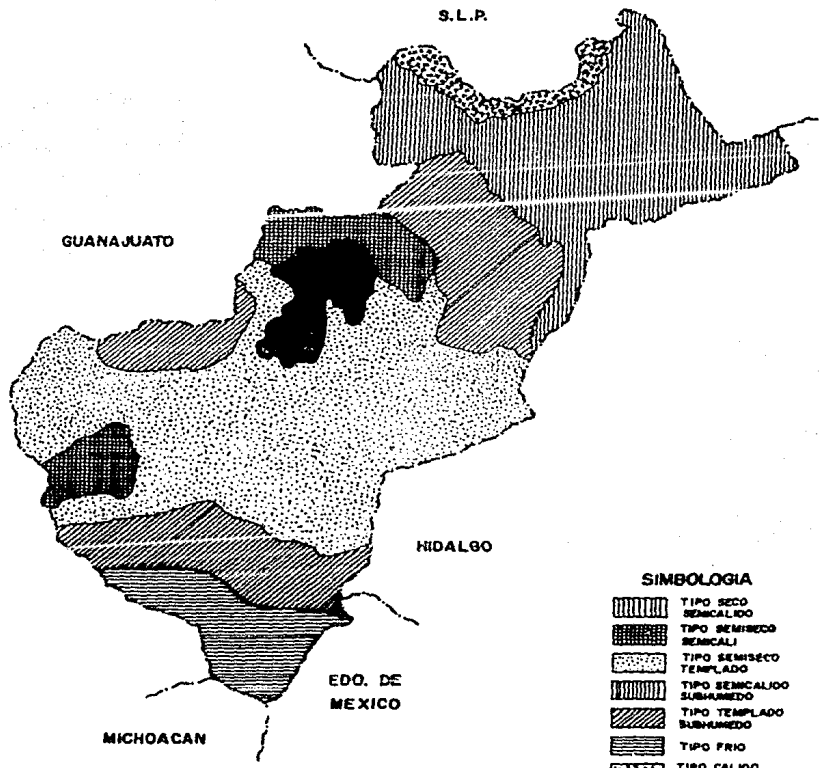 S.L.P.
GUANAJUATO
HIDALGO
EDO. DE
MEXICO
MICHOACAN
SIMBOLOGIA
TIPO SECO
SEMICALIDO
TIPO SEMISECO
SEMICALI
TIPO SEMISECO
TEMPLADO
TIPO SEMICALIDO
SUBHUMEDO
TIPO TEMPLADO
SUBHUMEDO
TIPO FRIO
TIPO CALIDO